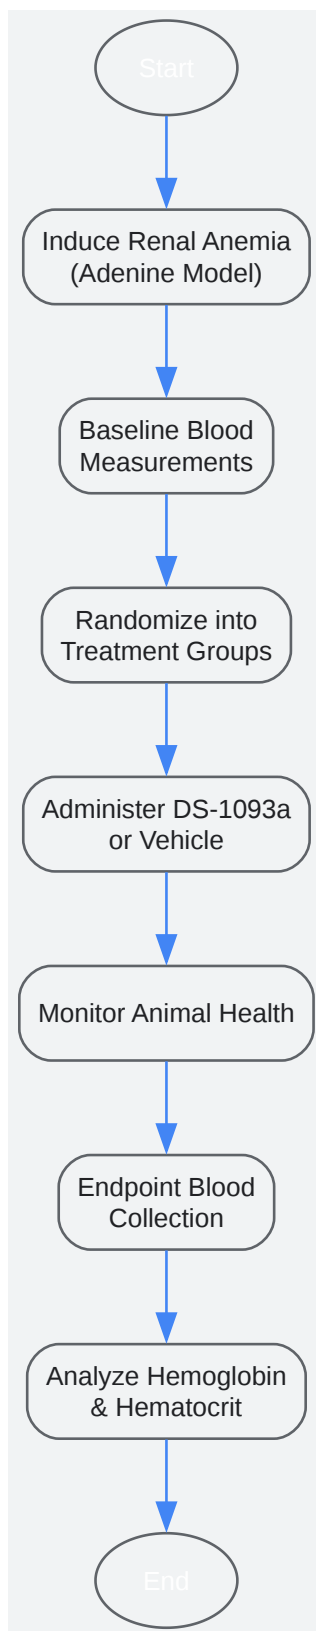 Start
Induce Renal Anemia
(Adenine Model)
Baseline Blood
Measurements
Randomize into
Treatment Groups
Administer DS-1093a
or Vehicle
Monitor Animal Health
Endpoint Blood
Collection
Analyze Hemoglobin
& Hematocrit
End